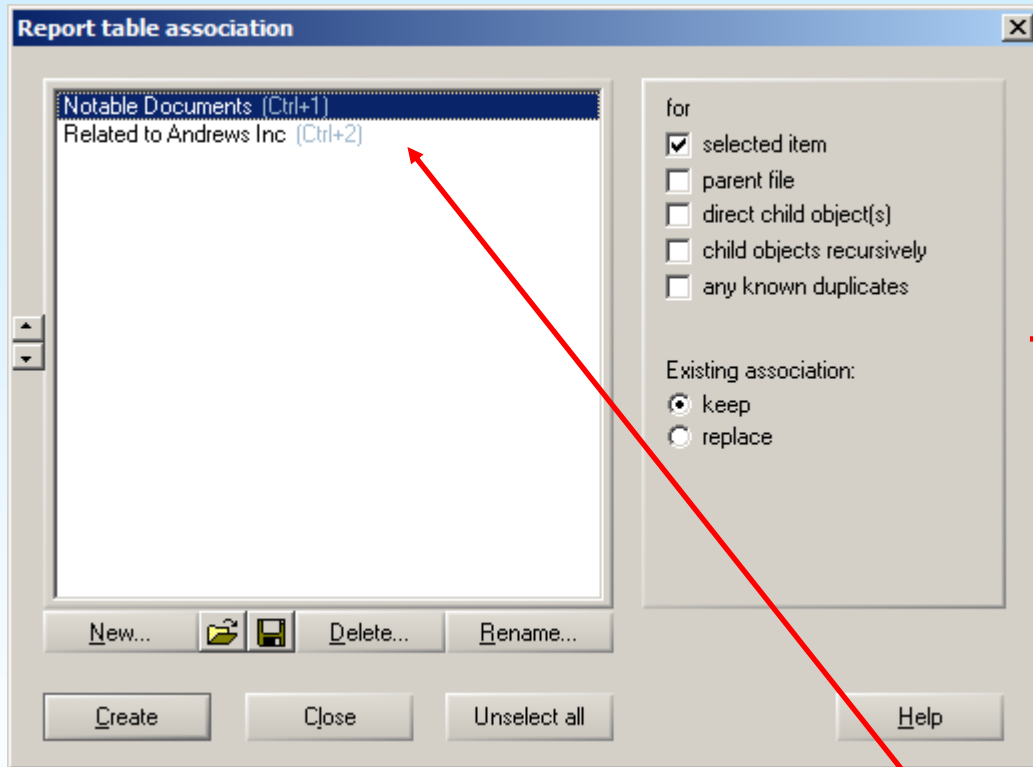 Report table association
Notable Documents (Ctrl+1)
Related to Andrews Inc (Ctrl+2)
for
selected item
parent file
direct child object(s)
child objects recursively
any known duplicates
Existing association:
keep
replace
New...
Delete...
Rename...
Create
Close
Unselect all
Help